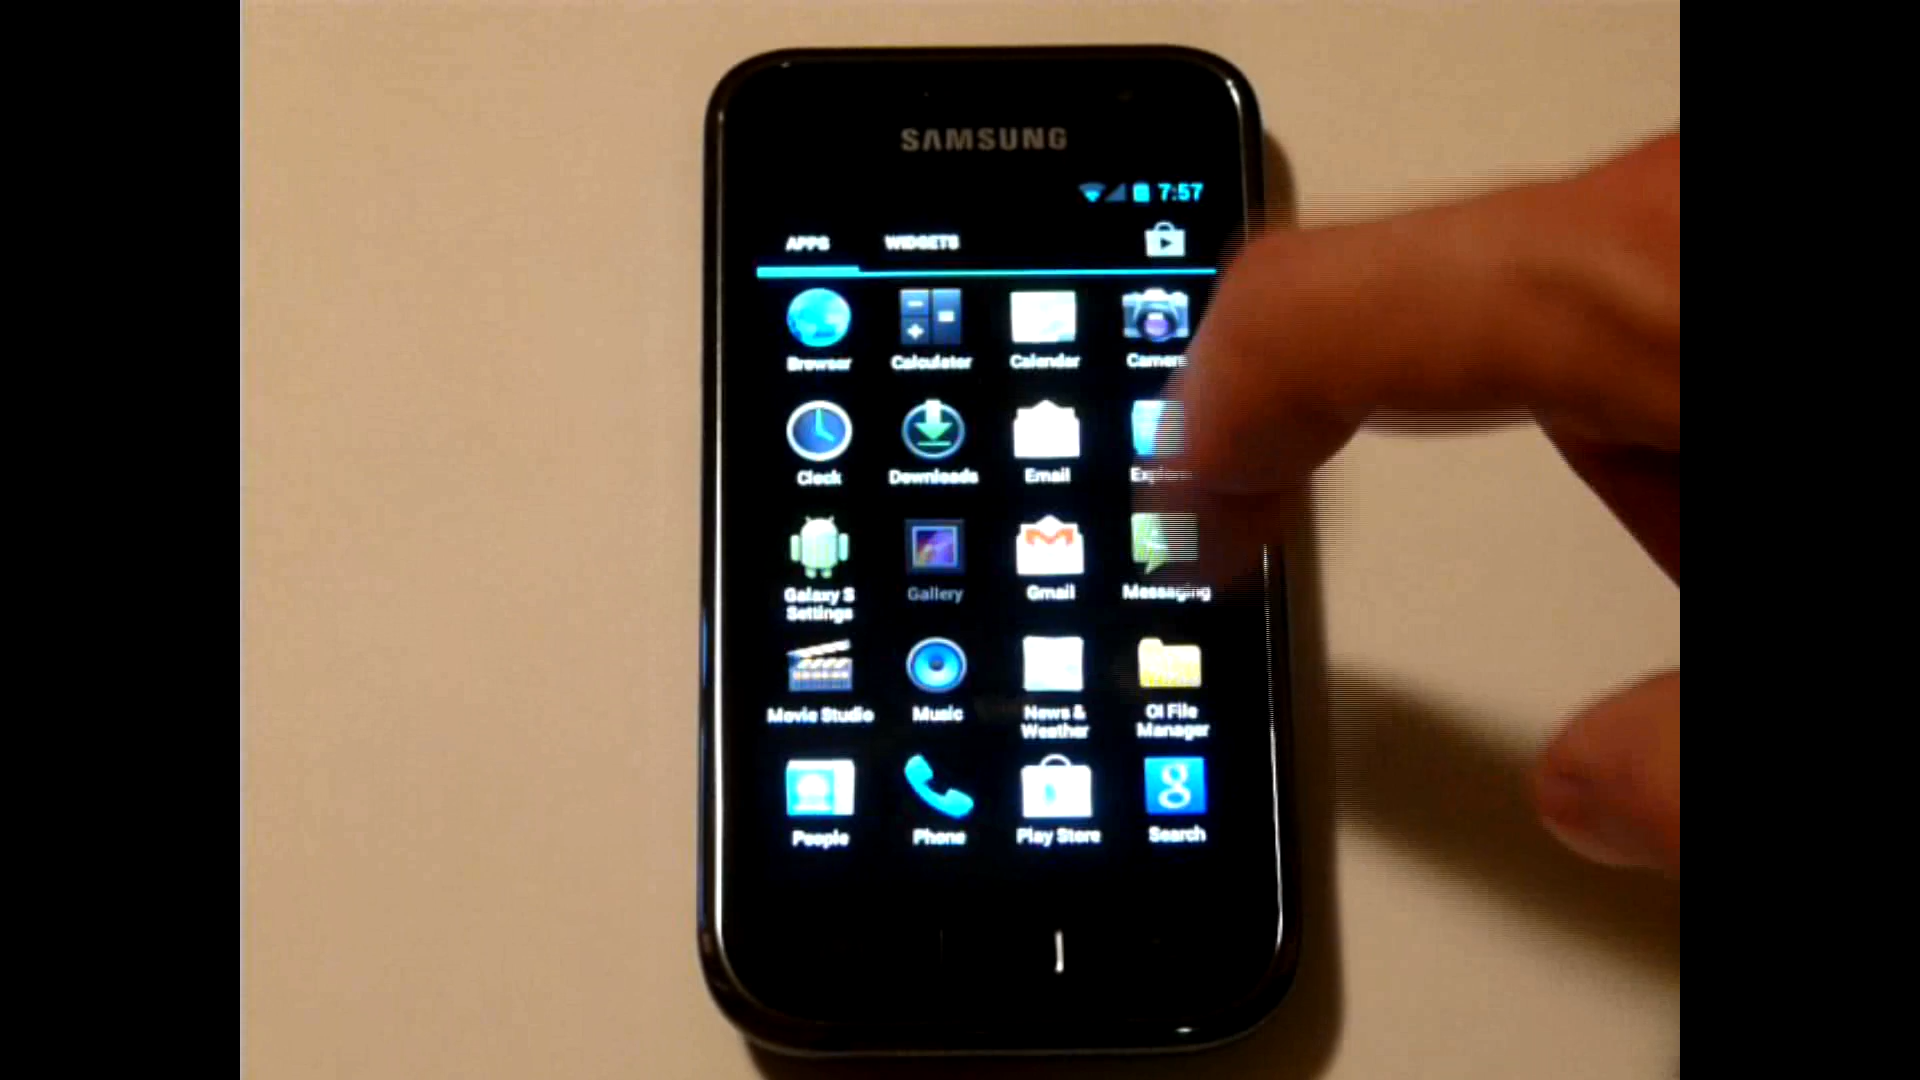 SAMSUNG
7:57
APPS WIDGETS
Browser Calculator Calendar Camera
Clock Downloads Email
Galaxy S Settings Gallery Gmail Messaging
Movie Studio Music News & Weather OI File Manager
People Phone Play Store Search